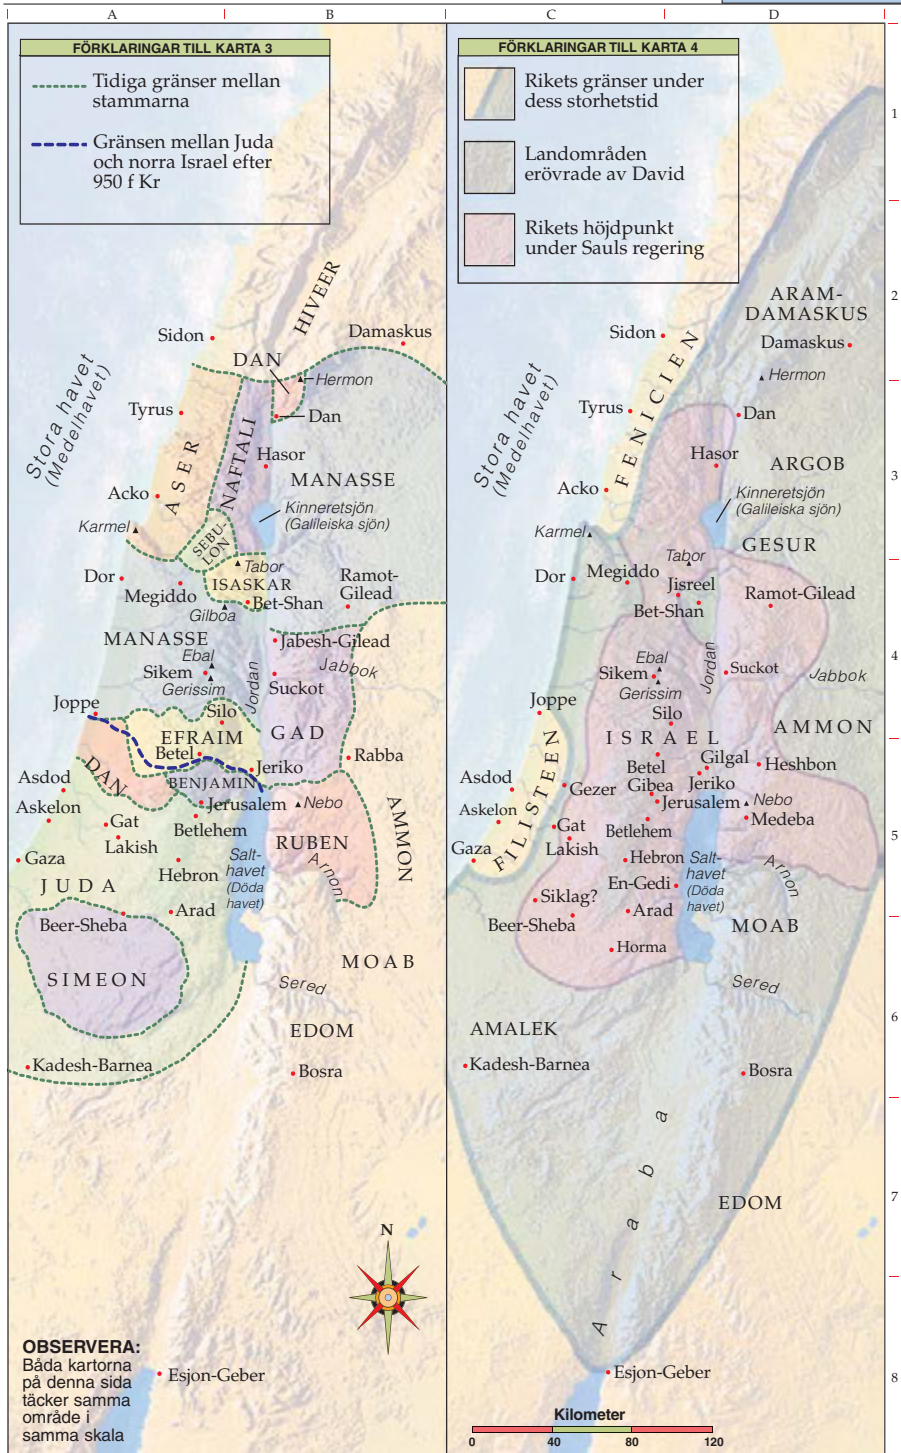 A
B
C
D
FÖRKLARINGAR TILL KARTA 3
Tidiga gränser mellan
stammarna
Gränsen mellan Juda
och norra Israel efter
950 f Kr
HIVEER
Sidon
Damaskus
DAN
Hermon
Stora havet
(Medelhavet)
Tyrus
Dan
ASER
NAFTALI
Hasor
MANASSE
Acko
Kinneretsjön
(Galileiska sjön)
Karmel
SEBU-
LON
Tabor
Dor
Megiddo
ISASKAR
Ramot-
Gilead
Bet-Shan
Gilboa
MANASSE
Jabesh-Gilead
Ebal
Sikem
Gerissim
Jordan
Jabbok
Suckot
Joppe
Silo
EFRAIM
GAD
Betel
Jeriko
Rabba
DAN
BENJAMIN
Asdod
Askelon
Jerusalem
Nebo
AMMON
Gat
Betlehem
Lakish
RUBEN
Gaza
Hebron
Salt-
havet
(Döda
havet)
Arnon
JUDA
Beer-Sheba
Arad
SIMEON
MOAB
Sered
EDOM
Kadesh-Barnea
Bosra
N
OBSERVERA:
Båda kartorna
på denna sida
täcker samma
område i
samma skala
Esjon-Geber
FÖRKLARINGAR TILL KARTA 4
Rikets gränser under
dess storhetstid
Landområden
erövrade av David
Rikets höjdpunkt
under Sauls regering
1
2
3
4
5
6
7
8
ARAM-
DAMASKUS
Sidon
Damaskus
Hermon
FENICIEN
Stora havet
(Medelhavet)
Tyrus
Dan
Hasor
ARGOB
Acko
Kinneretsjön
(Galileiska sjön)
Karmel
GESUR
Tabor
Dor
Megiddo
Jisreel
Bet-Shan
Ramot-Gilead
Ebal
Sikem
Gerissim
Jordan
Suckot
Jabbok
Joppe
Silo
ISRAEL
AMMON
Betel
Gilgal
Heshbon
FILISTEEN
Asdod
Gezer
Gibea
Jeriko
Jerusalem
Nebo
Askelon
Medeba
Gat
Betlehem
Gaza
Lakish
Hebron
Salt-
havet
(Döda
havet)
Arnon
En-Gedi
Siklag?
Arad
Beer-Sheba
MOAB
Horma
Sered
AMALEK
Kadesh-Barnea
Bosra
Araba
EDOM
Esjon-Geber
Kilometer
0
40
80
120